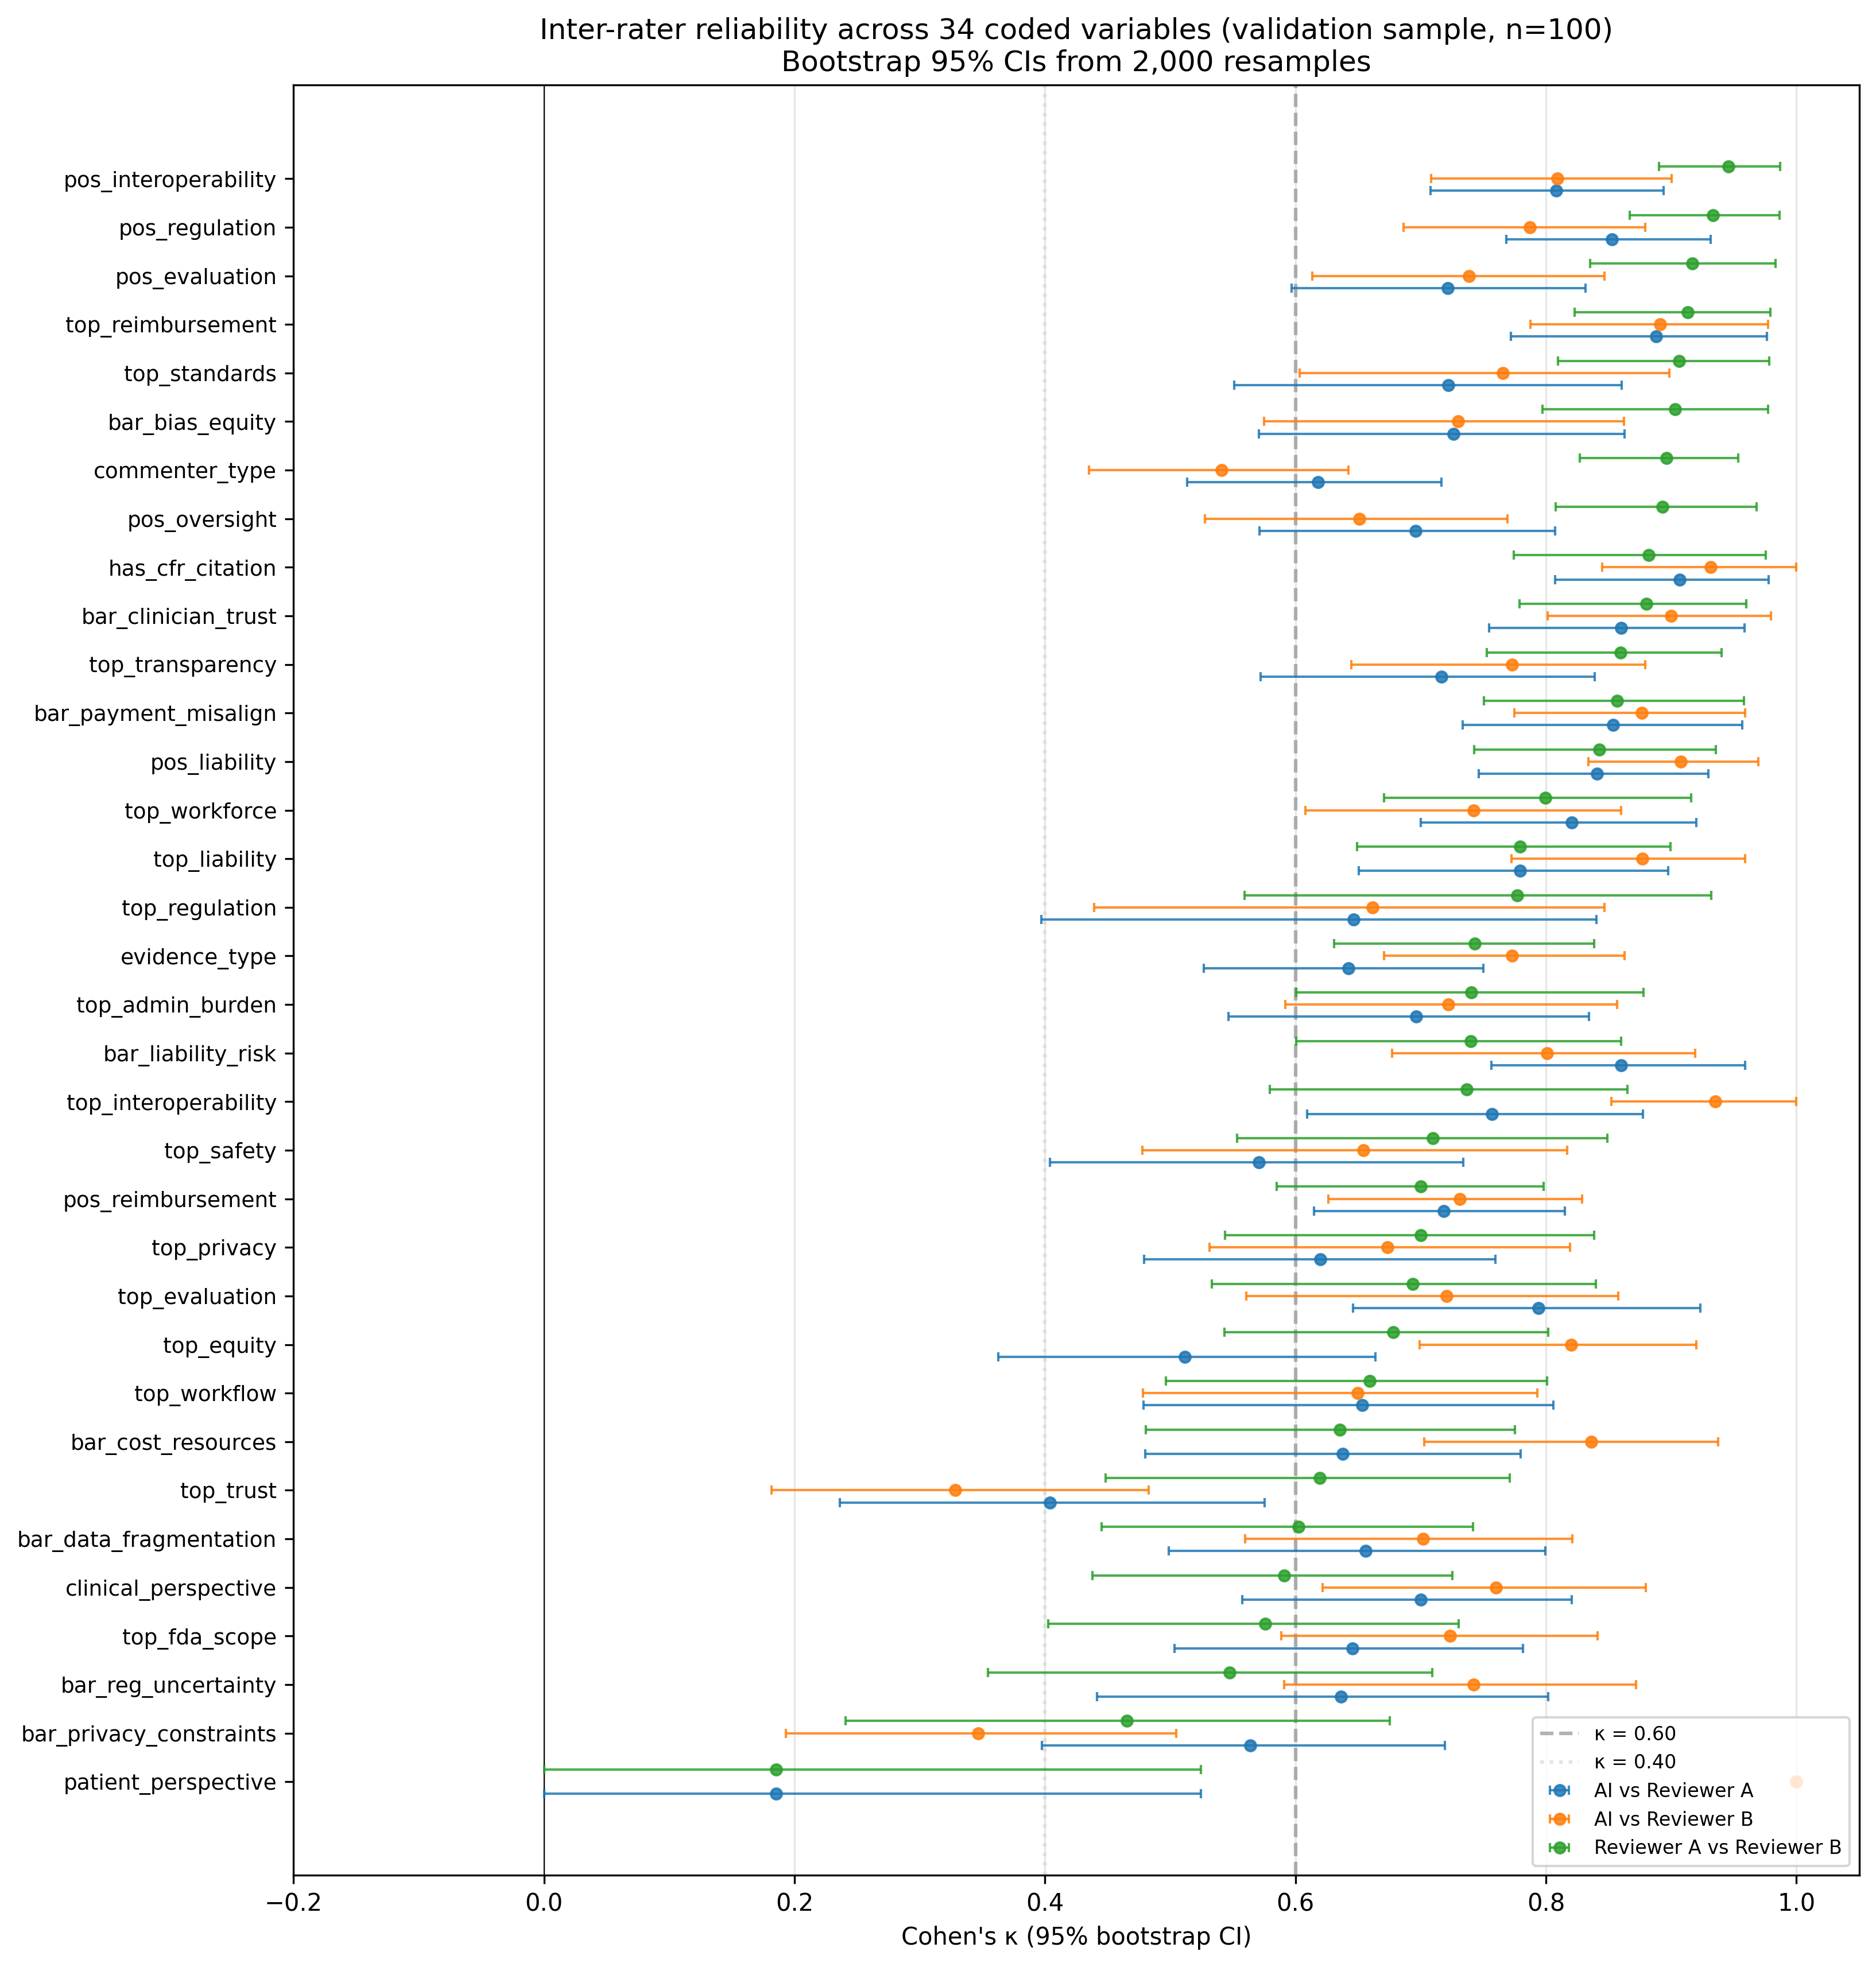 Inter-rater reliability across 34 coded variables (validation sample, n=100)
Bootstrap 95% CIs from 2,000 resamples
pos_interoperability
pos_regulation
pos_evaluation
top_reimbursement
top_standards
bar_bias_equity
commenter_type
pos_oversight
has_cfr_citation
bar_clinician_trust
top_transparency
bar_payment_misalign
pos_liability
top_workforce
top_liability
top_regulation
evidence_type
top_admin_burden
bar_liability_risk
top_interoperability
top_safety
pos_reimbursement
top_privacy
top_evaluation
top_equity
top_workflow
bar_cost_resources
top_trust
bar_data_fragmentation
clinical_perspective
top_fda_scope
bar_reg_uncertainty
bar_privacy_constraints
patient_perspective
κ = 0.60
κ = 0.40
AI vs Reviewer A
AI vs Reviewer B
Reviewer A vs Reviewer B
−0.2 0.0 0.2 0.4 0.6 0.8 1.0
Cohen's κ (95% bootstrap CI)